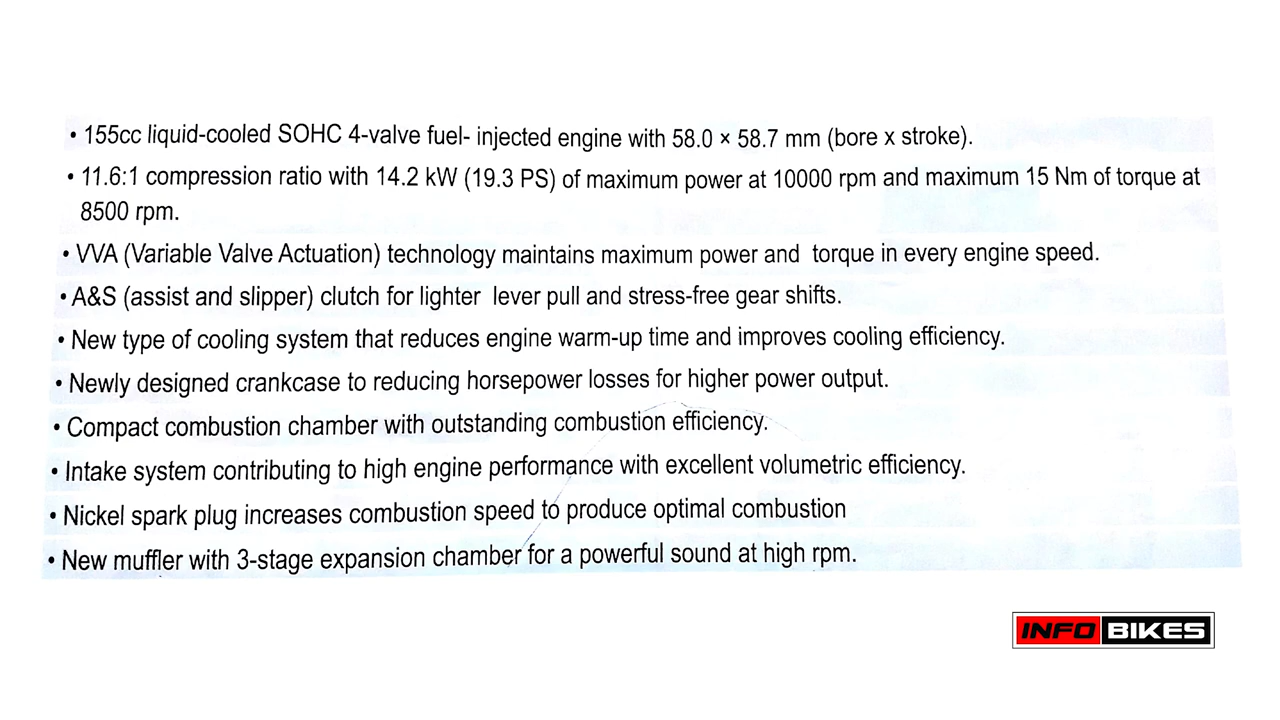 • 155cc liquid-cooled SOHC 4-valve fuel- injected engine with 58.0 × 58.7 mm (bore x stroke).
• 11.6:1 compression ratio with 14.2 kW (19.3 PS) of maximum power at 10000 rpm and maximum 15 Nm of torque at
8500 rpm.
• VVA (Variable Valve Actuation) technology maintains maximum power and torque in every engine speed.
• A&S (assist and slipper) clutch for lighter lever pull and stress-free gear shifts.
• New type of cooling system that reduces engine warm-up time and improves cooling efficiency.
• Newly designed crankcase to reducing horsepower losses for higher power output.
• Compact combustion chamber with outstanding combustion efficiency.
• Intake system contributing to high engine performance with excellent volumetric efficiency.
• Nickel spark plug increases combustion speed to produce optimal combustion
• New muffler with 3-stage expansion chamber for a powerful sound at high rpm.
INFO BIKES